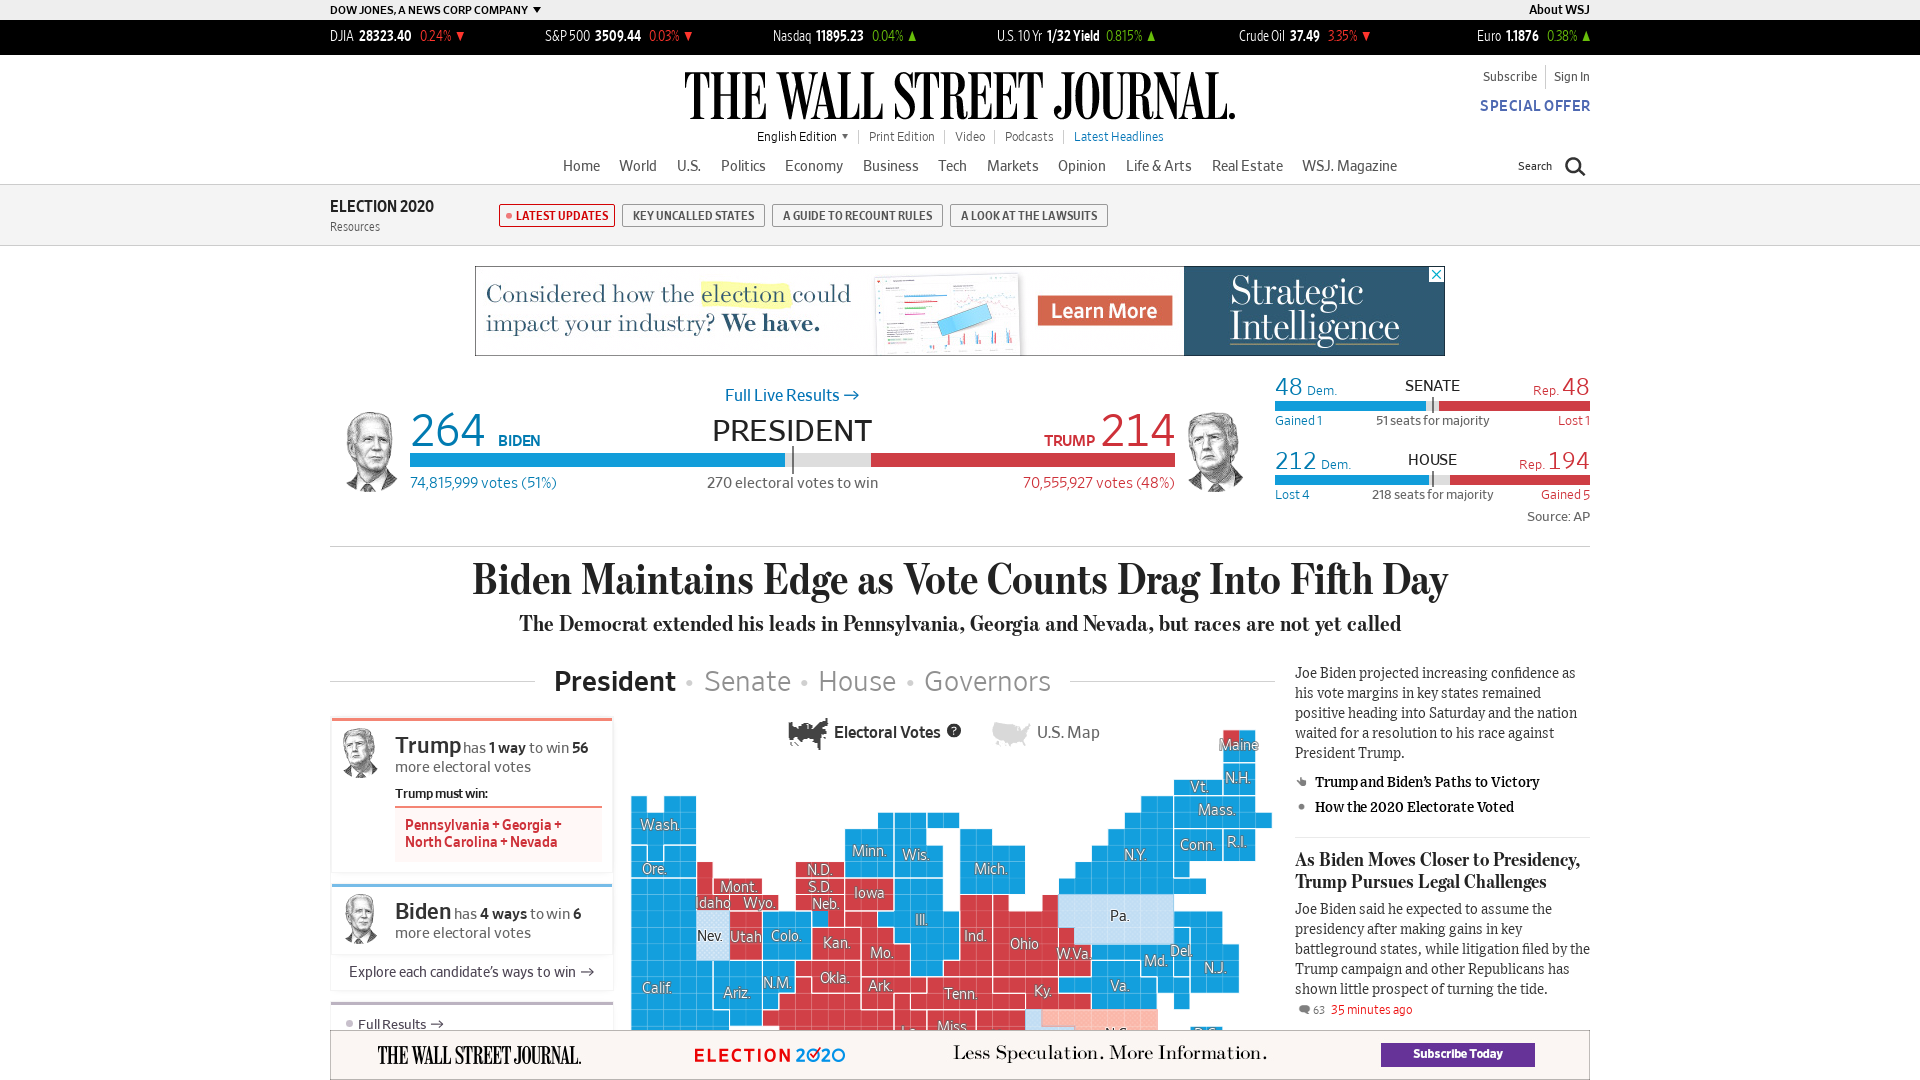 DOW JONES, A NEWS CORP COMPANY
About WSJ
DJIA 28323.40 0.24%
S&P 500 3509.44 0.03%
Nasdaq 11895.23 0.04%
U.S. 10 Yr 1/32 Yield 0.815%
Crude Oil 37.49 3.35%
Euro 1.1876 0.38%
THE WALL STREET JOURNAL.
Subscribe
Sign In
SPECIAL OFFER
English Edition
Print Edition
Video
Podcasts
Latest Headlines
Home World U.S. Politics Economy Business Tech Markets Opinion Life & Arts Real Estate WSJ. Magazine
Search
ELECTION 2020
Resources
LATEST UPDATES
KEY UNCALLED STATES
A GUIDE TO RECOUNT RULES
A LOOK AT THE LAWSUITS
Considered how the election could
impact your industry? We have.
Learn More
Strategic
Intelligence
Full Live Results →
264 BIDEN
PRESIDENT
TRUMP 214
74,815,999 votes (51%)
270 electoral votes to win
70,555,927 votes (48%)
48 Dem.
SENATE
Rep. 48
Gained 1
51 seats for majority
Lost 1
212 Dem.
HOUSE
Rep. 194
Lost 4
218 seats for majority
Gained 5
Source: AP
Biden Maintains Edge as Vote Counts Drag Into Fifth Day
The Democrat extended his leads in Pennsylvania, Georgia and Nevada, but races are not yet called
President • Senate • House • Governors
Trump has 1 way to win 56
more electoral votes
Trump must win:
Pennsylvania + Georgia +
North Carolina + Nevada
Biden has 4 ways to win 6
more electoral votes
Explore each candidate's ways to win →
Full Results →
Electoral Votes ?
U.S. Map
Maine
N.H.
Vt.
Mass.
Wash.
Minn.
Wis.
N.Y.
Conn.
R.I.
Ore.
N.D.
Mich.
Mont.
S.D.
Iowa
Idaho
Wyo.
Neb.
Ill.
Pa.
Nev.
Utah
Colo.
Kan.
Mo.
Ind.
Ohio
W.Va.
Md.
Del.
N.J.
Calif.
Ariz.
N.M.
Okla.
Ark.
Tenn.
Ky.
Va.
Miss.
Joe Biden projected increasing confidence as
his vote margins in key states remained
positive heading into Saturday and the nation
waited for a resolution to his race against
President Trump.
Trump and Biden's Paths to Victory
How the 2020 Electorate Voted
As Biden Moves Closer to Presidency,
Trump Pursues Legal Challenges
Joe Biden said he expected to assume the
presidency after making gains in key
battleground states, while litigation filed by the
Trump campaign and other Republicans has
shown little prospect of turning the tide.
63 35 minutes ago
THE WALL STREET JOURNAL.
ELECTION 2020
Less Speculation. More Information.
Subscribe Today